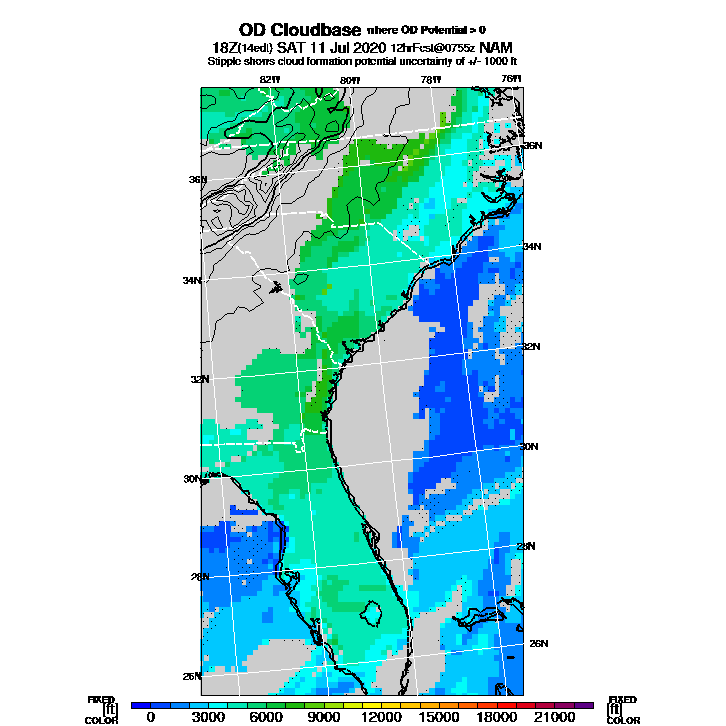 OD Cloudbase where OD Potential > 0
18Z(14edt) SAT 11 Jul 2020 12hrFcst@0755z NAM
Stipple shows cloud formation potential uncertainty of +/- 1000 ft
82W 80W 78W 76W
36N
36N
34N
34N
32N
32N
30N
30N
28N
28N
26N
26N
FIXED FIXED
[ft] [ft]
COLOR 0 3000 6000 9000 12000 15000 18000 21000 COLOR